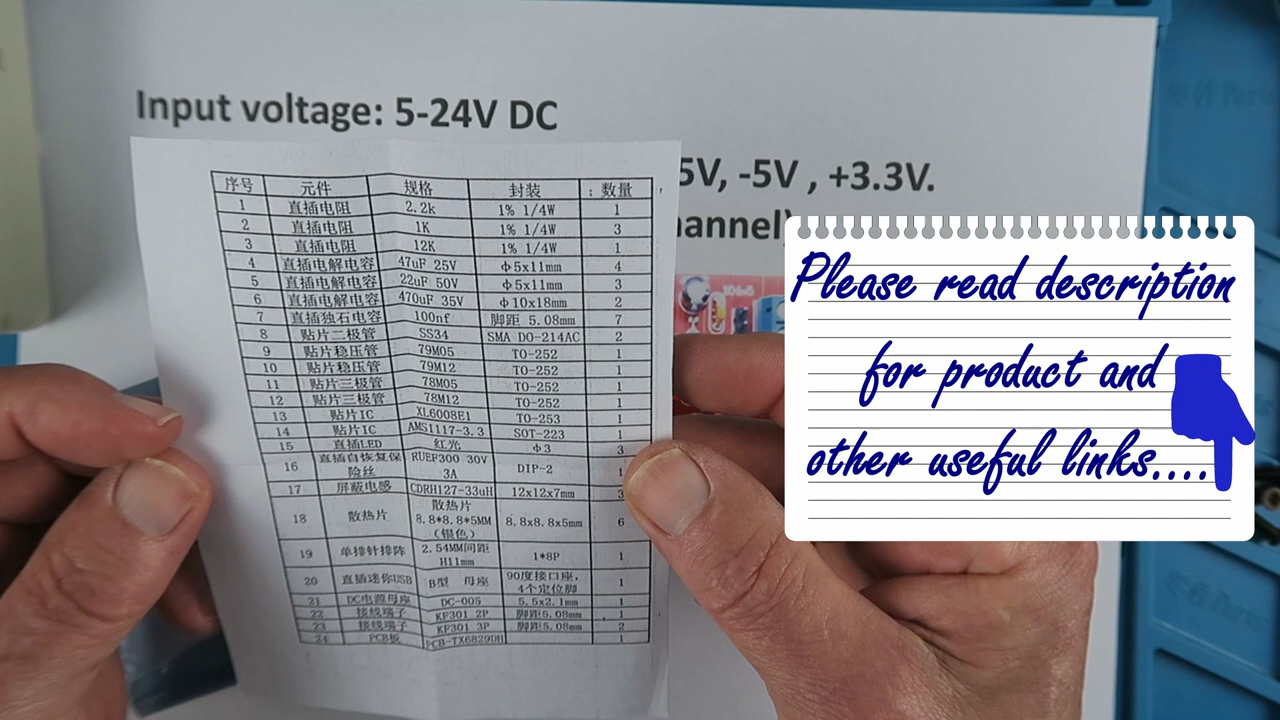 Input voltage: 5-24V DC
5V, -5V , +3.3V.
hannel)
序号 元件 规格 封装 数量
1 直插电阻 2.2k 1% 1/4W 1
2 直插电阻 1K 1% 1/4W 3
3 直插电阻 12K 1% 1/4W 1
4 直插电解电容 47uF 25V φ5x11mm 4
5 直插电解电容 22uF 50V φ5x11mm 3
6 直插电解电容 470uF 35V φ10x18mm 2
7 直插独石电容 100nf 脚距 5.08mm 7
8 贴片二极管 SS34 SMA DO-214AC 2
9 贴片稳压管 79M05 TO-252 1
10 贴片稳压管 79M12 TO-252 1
11 贴片三极管 78M05 TO-252 1
12 贴片三极管 78M12 TO-252 1
13 贴片IC XL6008E1 TO-253 1
14 贴片IC AMS1117-3.3 SOT-223 1
15 直插LED 红光 φ3 3
16 直插自恢复保险丝 RUEF300 30V 3A DIP-2 1
17 屏蔽电感 CDRH127-33uH 12x12x7mm 3
18 散热片 散热片 8.8*8.8*5MM (银色) 8.8x8.8x5mm 6
19 单排针排阵 2.54MM间距 H11mm 1*8P 1
20 直插迷你USB B型 母座 90度接口座, 4个定位脚 1
21 DC电源母座 DC-005 5.5x2.1mm 1
22 接线端子 KF301 2P 脚距5.08mm 1
23 接线端子 KF301 3P 脚距5.08mm 2
24 PCB板 PCB-TX6829DH 1
Please read description
for product and
other useful links....